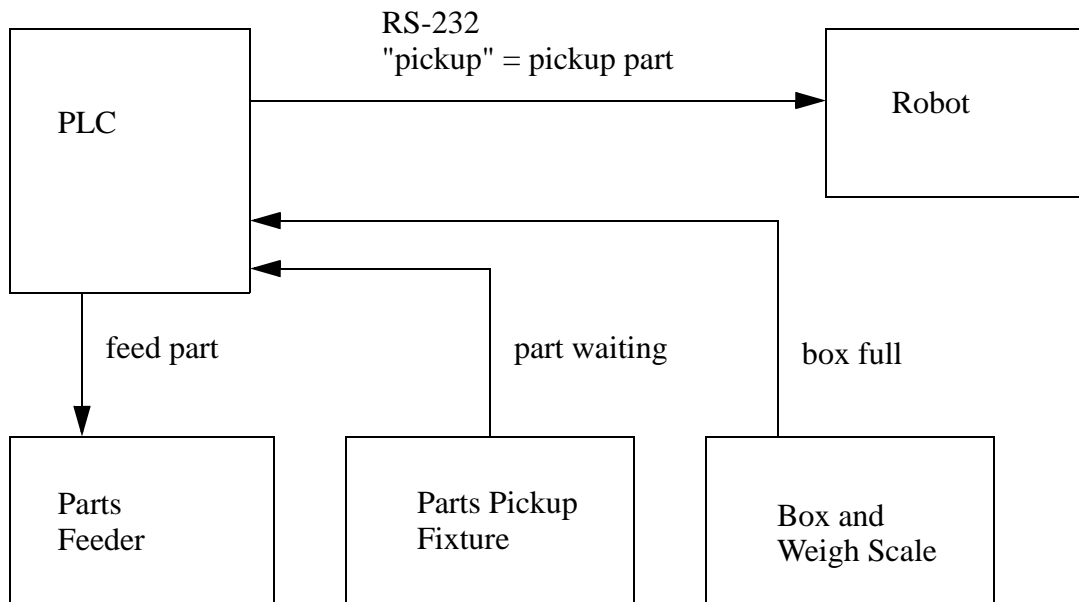 RS-232
"pickup" = pickup part
PLC
Robot
feed part
part waiting
box full
Parts
Feeder
Parts Pickup
Fixture
Box and
Weigh Scale